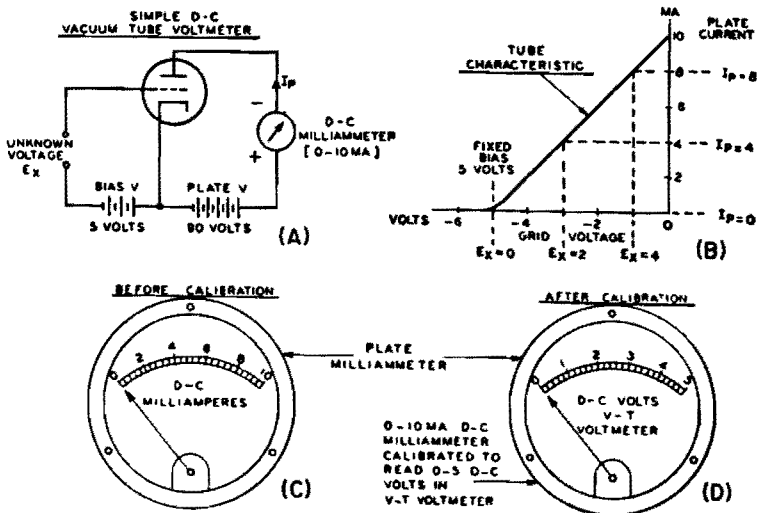 SIMPLE D-C
VACUUM TUBE VOLTMETER
Ip
-
D-C
MILLIAMMETER
[0-10MA]
+
UNKNOWN
VOLTAGE
Ex
BIAS V
5 VOLTS
PLATE V
90 VOLTS
(A)
MA
PLATE
CURRENT
10
8
6
4
2
0
TUBE
CHARACTERISTIC
Ip=8
Ip=4
Ip=0
FIXED
BIAS
5 VOLTS
VOLTS
-6
-4
-2
0
GRID VOLTAGE
Ex=0
Ex=2
Ex=4
(B)
BEFORE CALIBRATION
2
4
6
8
10
D-C
MILLIAMPERES
(C)
PLATE
MILLIAMMETER
0-10MA D-C
MILLIAMMETER
CALIBRATED TO
READ 0-5 D-C
VOLTS IN
V-T VOLTMETER
AFTER CALIBRATION
1
2
3
4
5
D-C VOLTS
V-T
VOLTMETER
(D)